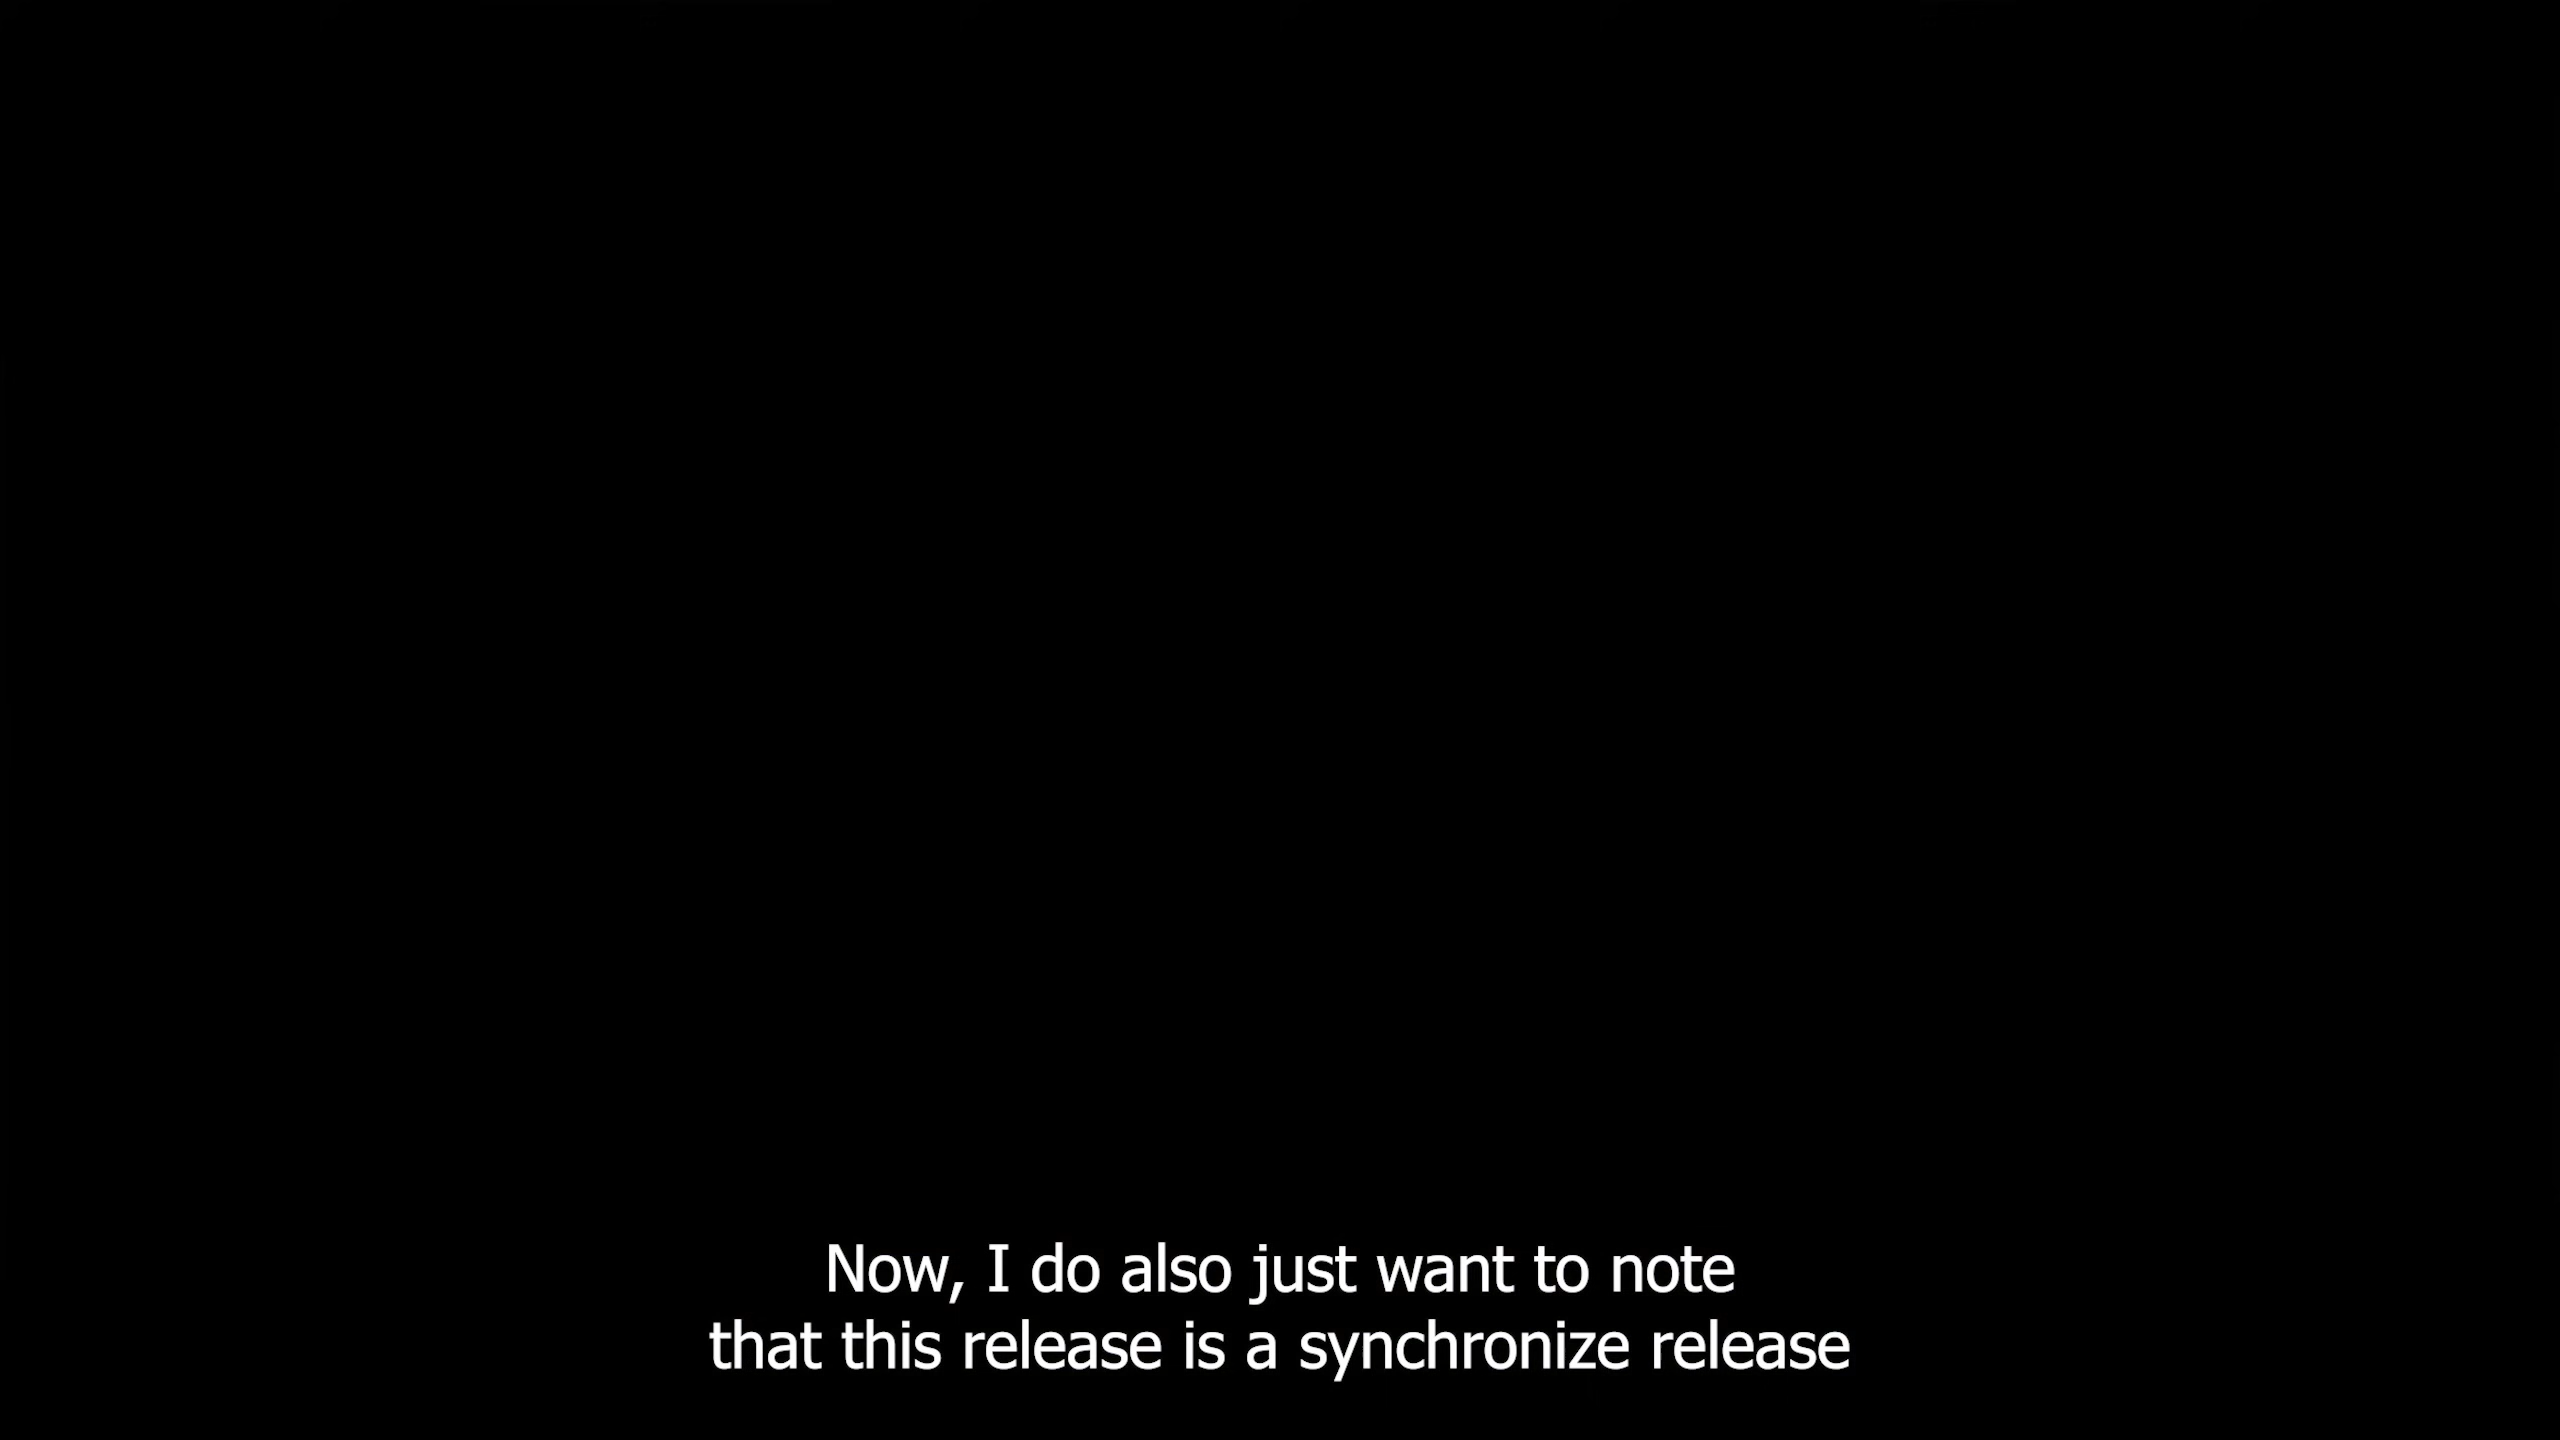 Now, I do also just want to note
that this release is a synchronize release